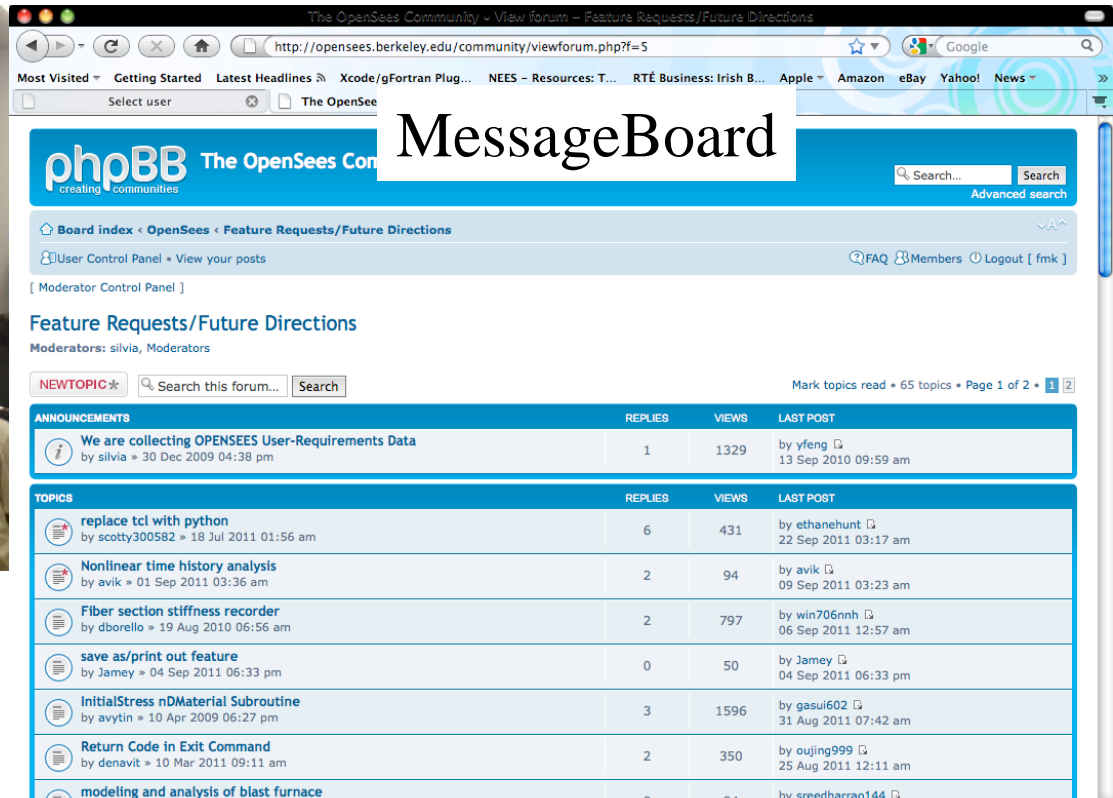 The OpenSees Community - View forum - Feature Requests/Future Directions
http://opensees.berkeley.edu/community/viewforum.php?f=5
Google
Most Visited Getting Started Latest Headlines Xcode/gFortran Plug... NEES - Resources: T... RTÉ Business: Irish B... Apple Amazon eBay Yahoo! News »
Select user
The OpenSee
MessageBoard
phpBB
creating communities
The OpenSees Com
Search... Search
Advanced search
Board index ‹ OpenSees ‹ Feature Requests/Future Directions
User Control Panel • View your posts
FAQ Members Logout [ fmk ]
[ Moderator Control Panel ]
Feature Requests/Future Directions
Moderators: silvia, Moderators
NEWTOPIC* Search this forum... Search
Mark topics read • 65 topics • Page 1 of 2 • 1 2
ANNOUNCEMENTS REPLIES VIEWS LAST POST
We are collecting OPENSEES User-Requirements Data
by silvia » 30 Dec 2009 04:38 pm
1 1329
by yfeng
13 Sep 2010 09:59 am
TOPICS REPLIES VIEWS LAST POST
replace tcl with python
by scotty300582 » 18 Jul 2011 01:56 am
6 431
by ethanehunt
22 Sep 2011 03:17 am
Nonlinear time history analysis
by avik » 01 Sep 2011 03:36 am
2 94
by avik
09 Sep 2011 03:23 am
Fiber section stiffness recorder
by dborello » 19 Aug 2010 06:56 am
2 797
by win706nnh
06 Sep 2011 12:57 am
save as/print out feature
by Jamey » 04 Sep 2011 06:33 pm
0 50
by Jamey
04 Sep 2011 06:33 pm
InitialStress nDMaterial Subroutine
by avytin » 10 Apr 2009 06:27 pm
3 1596
by gasui602
31 Aug 2011 07:42 am
Return Code in Exit Command
by denavit » 10 Mar 2011 09:11 am
2 350
by oujing999
25 Aug 2011 12:11 am
modeling and analysis of blast furnace
by sreedharrao144